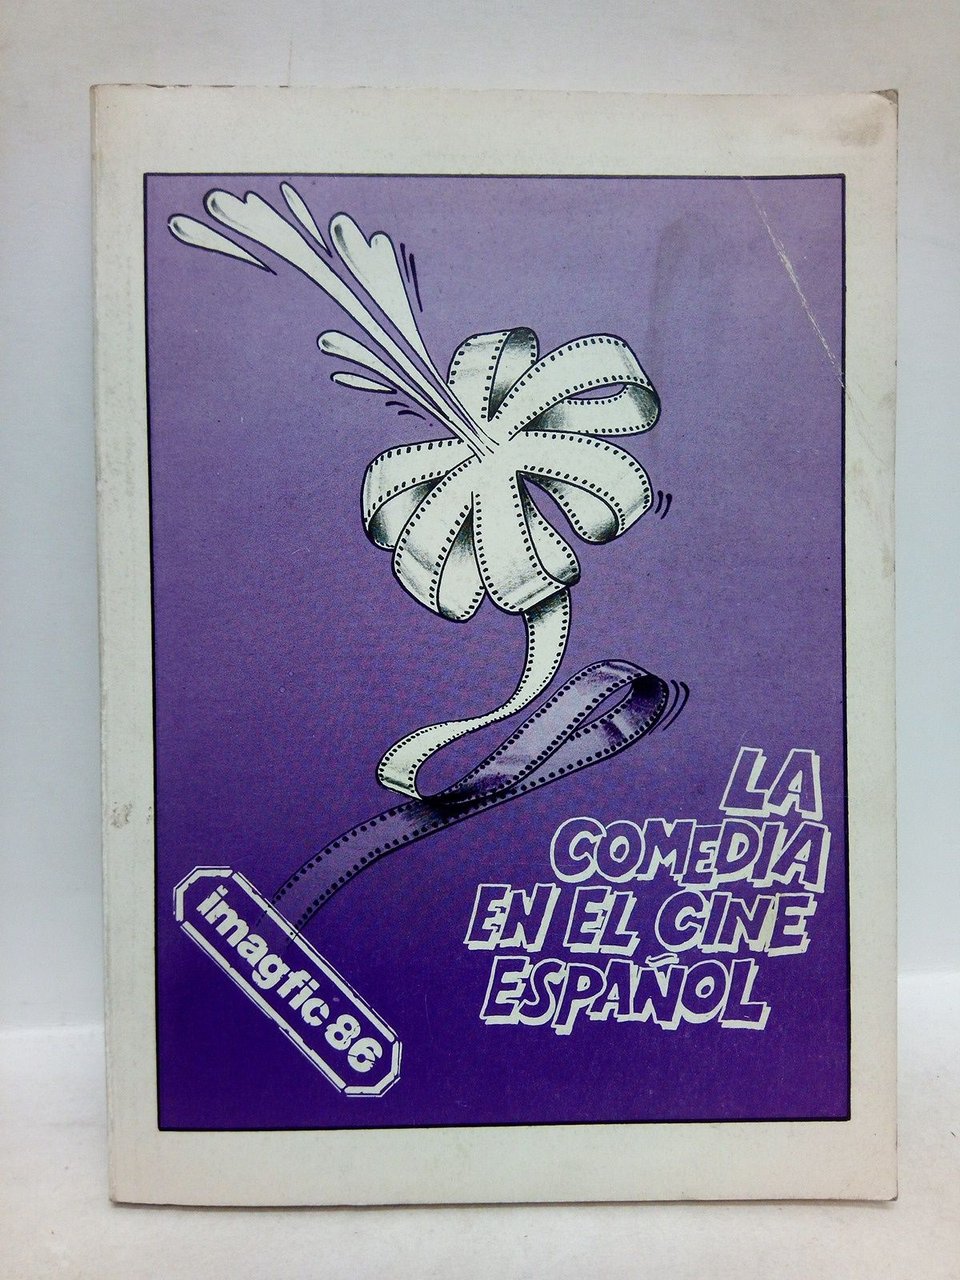 LA
COMEDIA
EN EL CINE
ESPAÑOL
imagfic 86